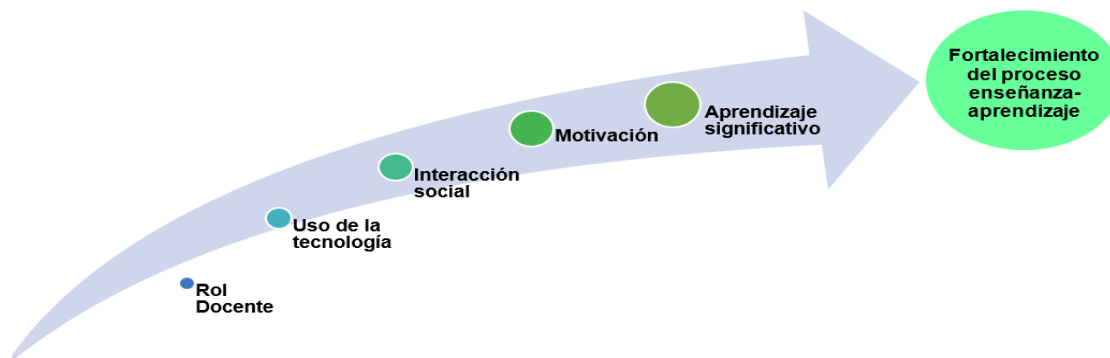 Rol
Docente
Uso de la
tecnología
Interacción
social
Motivación
Aprendizaje
significativo
Fortalecimiento
del proceso
enseñanza-
aprendizaje